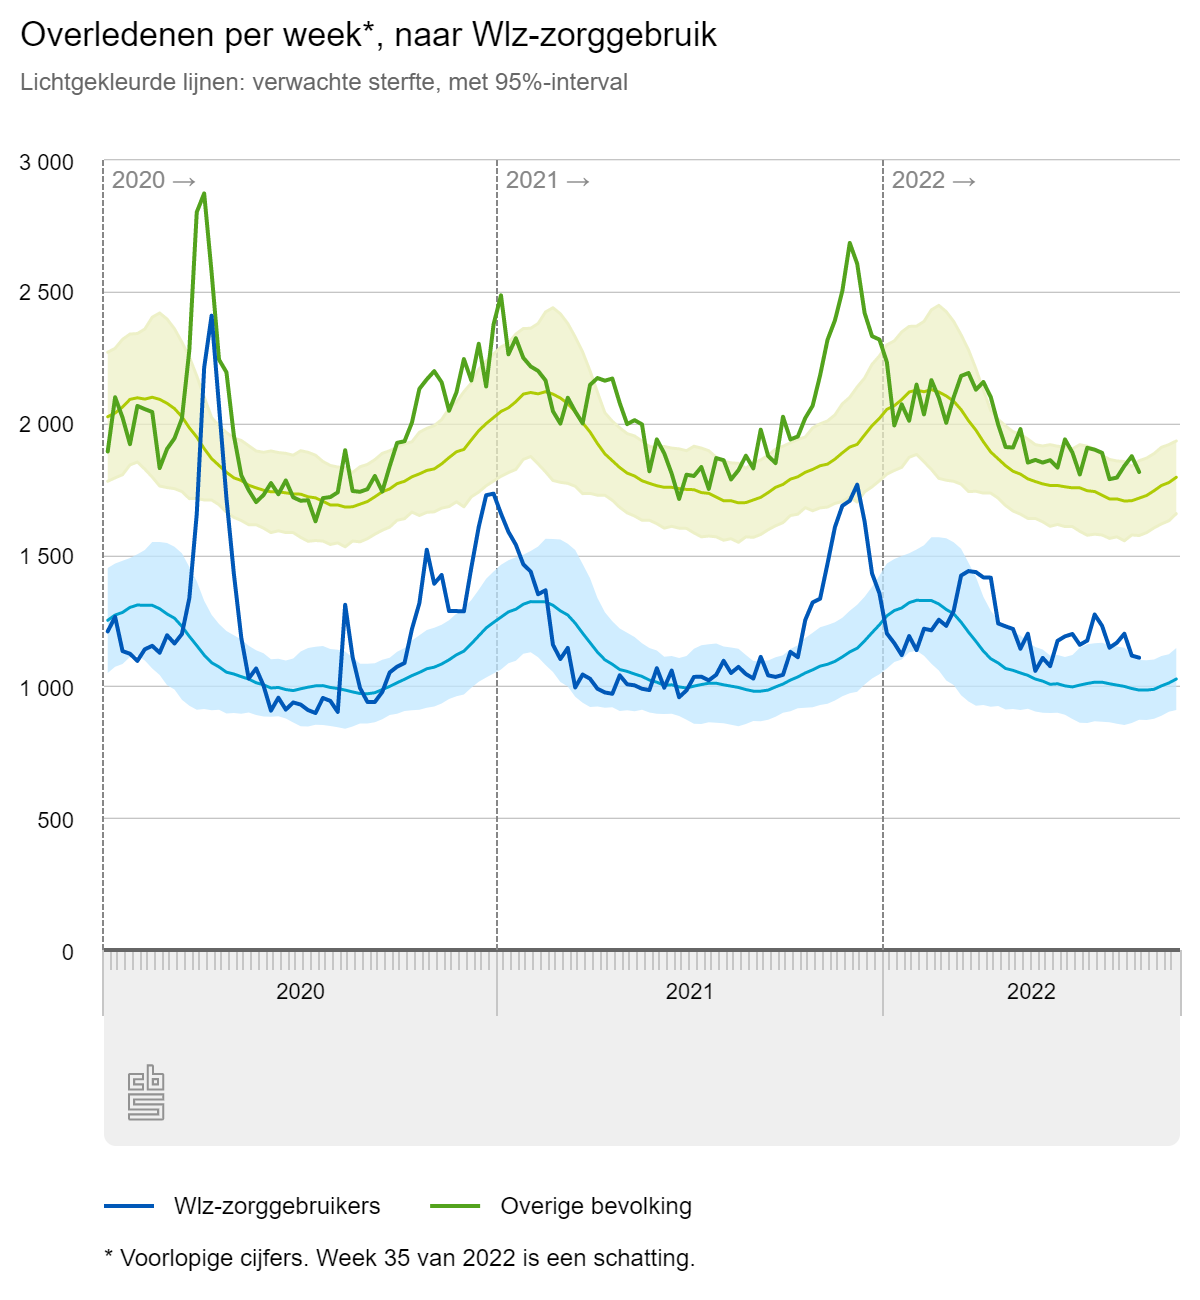 Overledenen per week*, naar Wlz-zorggebruik
Lichtgekleurde lijnen: verwachte sterfte, met 95%-interval
3 000
2020 → 2021 → 2022 →
2 500
2 000
1 500
1 000
500
0
2020 2021 2022
cbs
Wlz-zorggebruikers Overige bevolking
* Voorlopige cijfers. Week 35 van 2022 is een schatting.